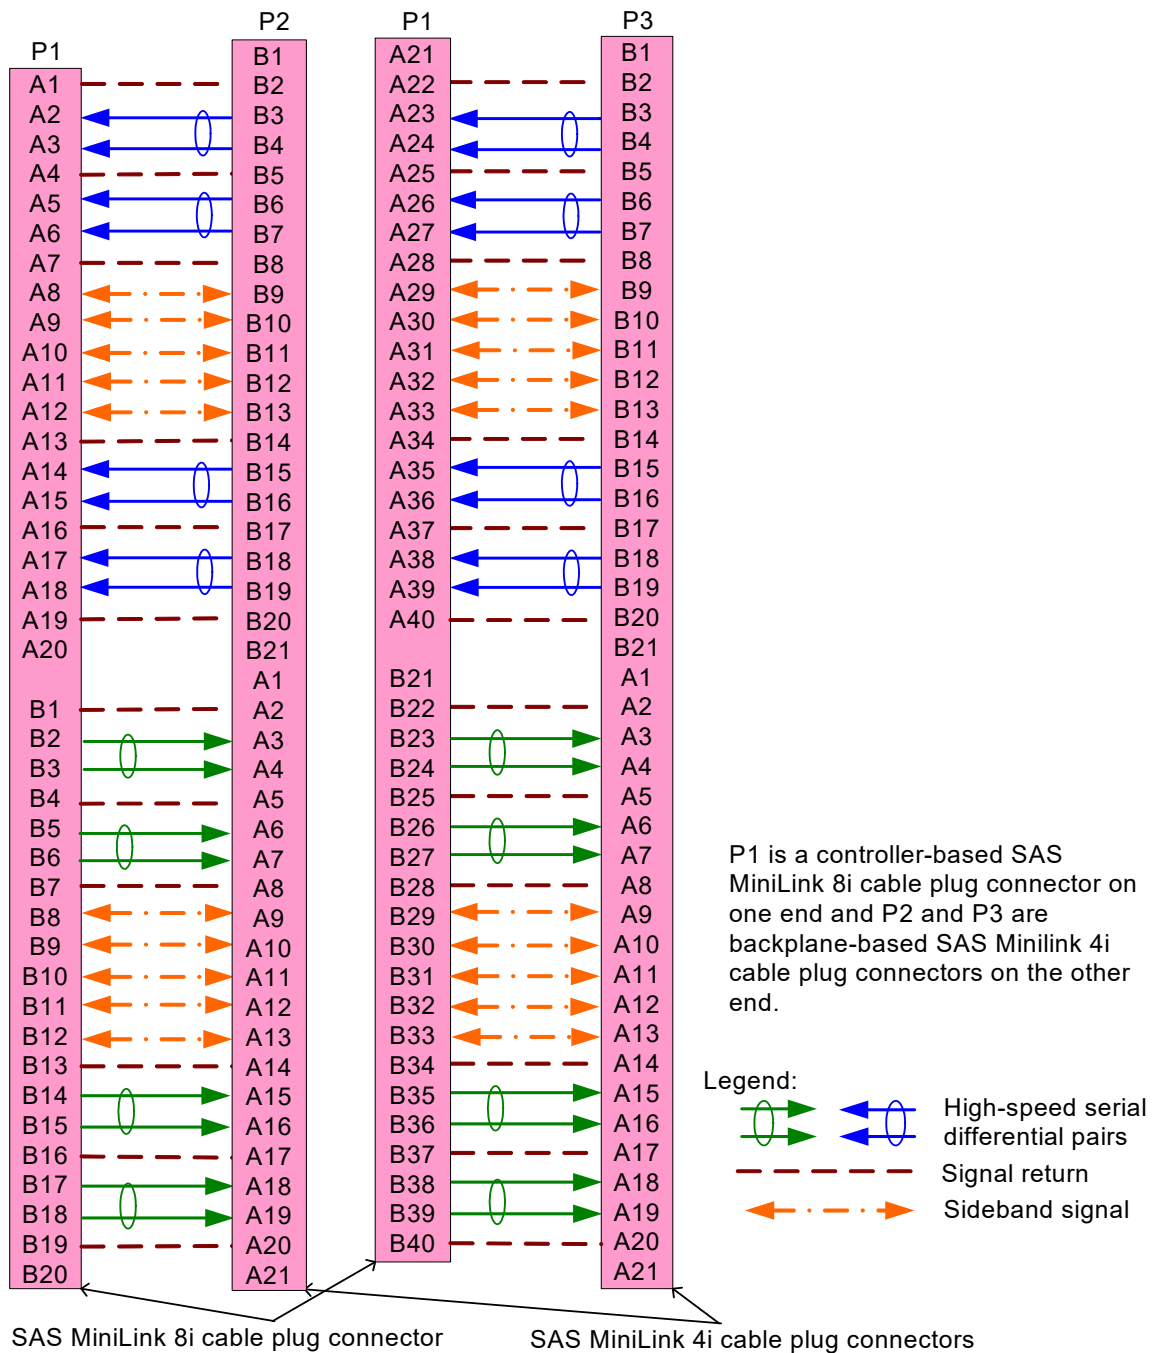 P1
A1
A2
A3
A4
A5
A6
A7
A8
A9
A10
A11
A12
A13
A14
A15
A16
A17
A18
A19
A20
B1
B2
B3
B4
B5
B6
B7
B8
B9
B10
B11
B12
B13
B14
B15
B16
B17
B18
B19
B20
P2
B1
B2
B3
B4
B5
B6
B7
B8
B9
B10
B11
B12
B13
B14
B15
B16
B17
B18
B19
B20
B21
A1
A2
A3
A4
A5
A6
A7
A8
A9
A10
A11
A12
A13
A14
A15
A16
A17
A18
A19
A20
A21
P1
A21
A22
A23
A24
A25
A26
A27
A28
A29
A30
A31
A32
A33
A34
A35
A36
A37
A38
A39
A40
B21
B22
B23
B24
B25
B26
B27
B28
B29
B30
B31
B32
B33
B34
B35
B36
B37
B38
B39
B40
P3
B1
B2
B3
B4
B5
B6
B7
B8
B9
B10
B11
B12
B13
B14
B15
B16
B17
B18
B19
B20
B21
A1
A2
A3
A4
A5
A6
A7
A8
A9
A10
A11
A12
A13
A14
A15
A16
A17
A18
A19
A20
A21
P1 is a controller-based SAS
MiniLink 8i cable plug connector on
one end and P2 and P3 are
backplane-based SAS Minilink 4i
cable plug connectors on the other
end.
Legend:
High-speed serial
differential pairs
Signal return
Sideband signal
SAS MiniLink 8i cable plug connector
SAS MiniLink 4i cable plug connectors